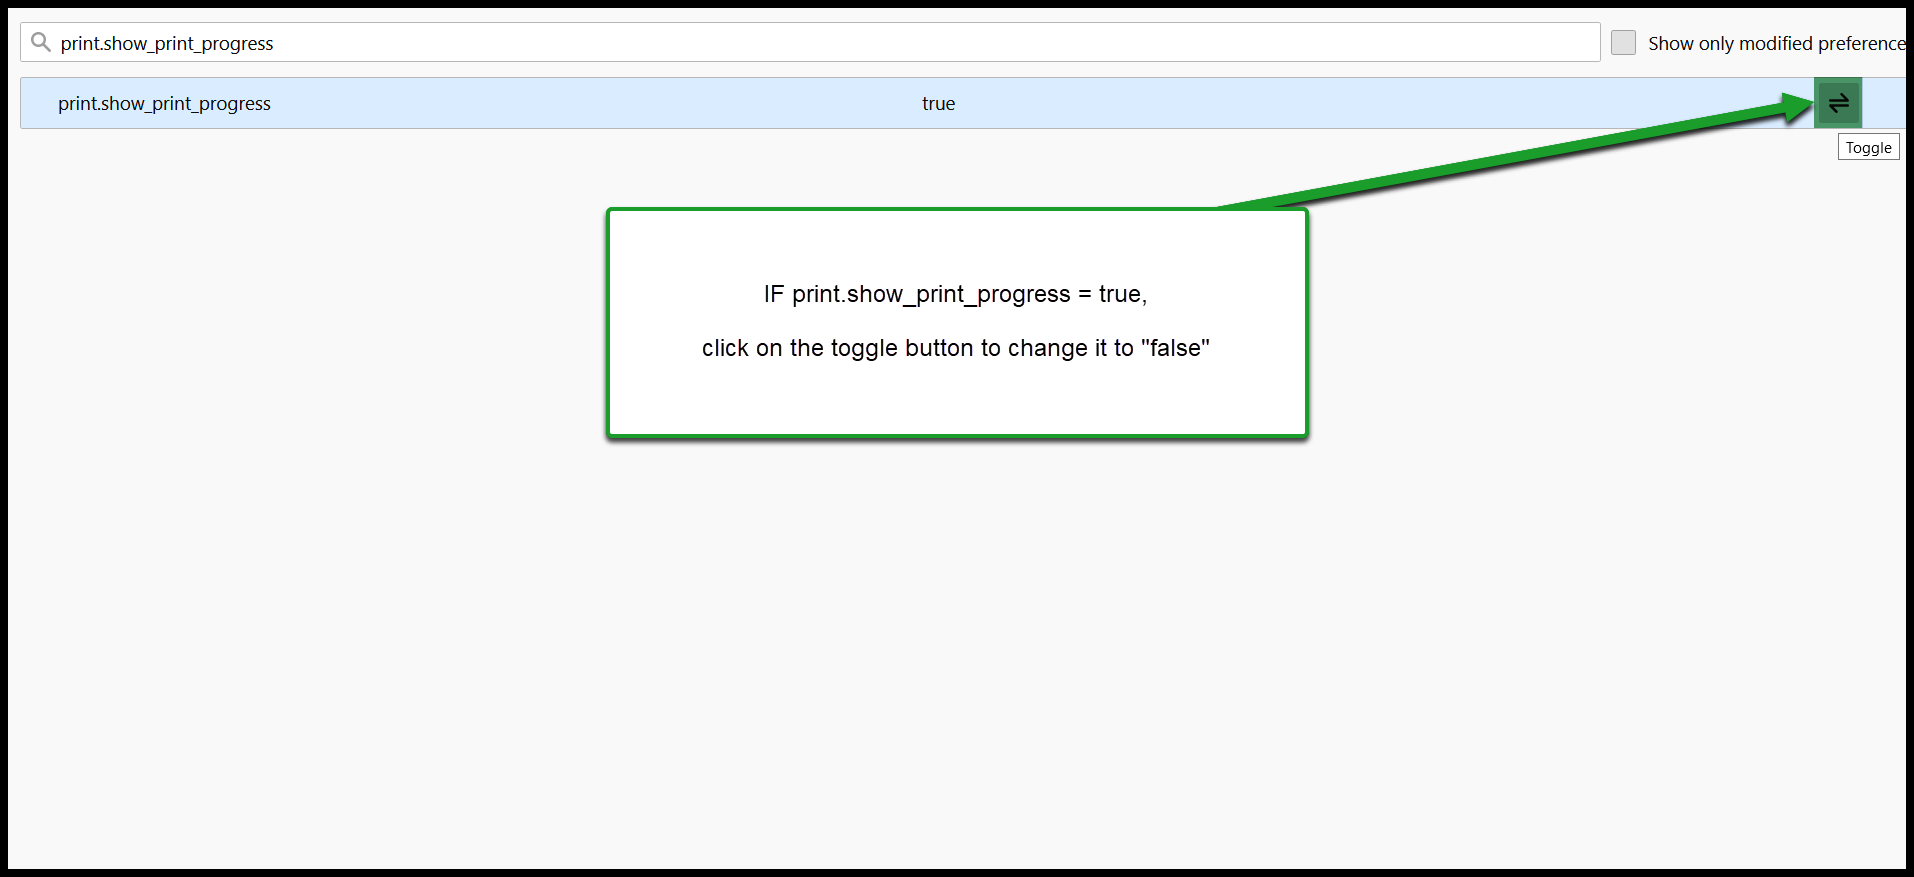 print.show_print_progress
Show only modified preference
print.show_print_progress true
Toggle
IF print.show_print_progress = true,
click on the toggle button to change it to "false"